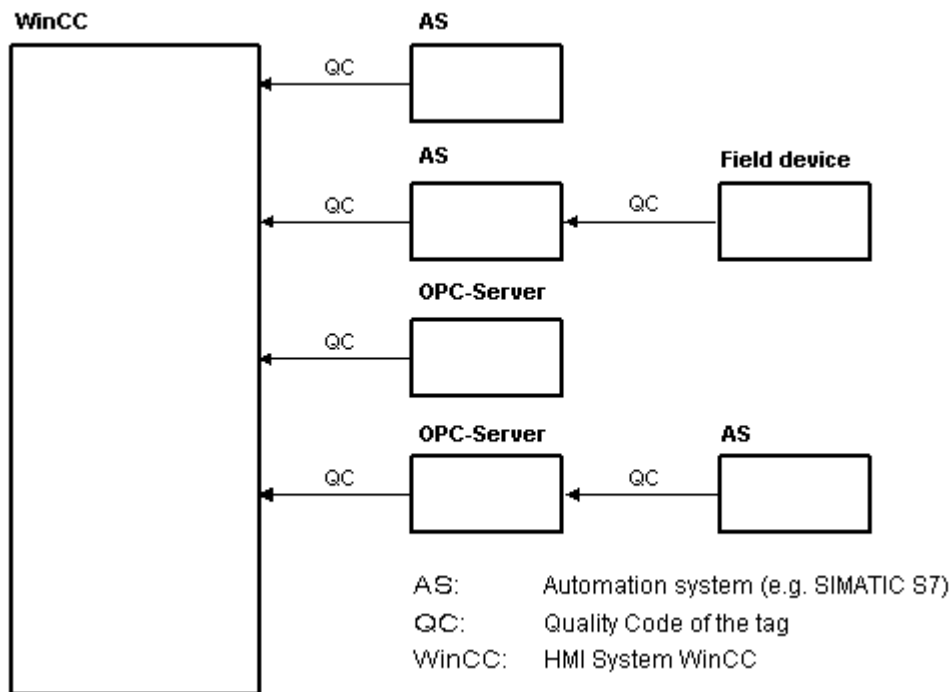 WinCC
AS
QC
AS
Field device
QC
QC
OPC-Server
QC
OPC-Server
AS
QC
QC
AS: Automation system (e.g. SIMATIC S7)
QC: Quality Code of the tag
WinCC: HMI System WinCC